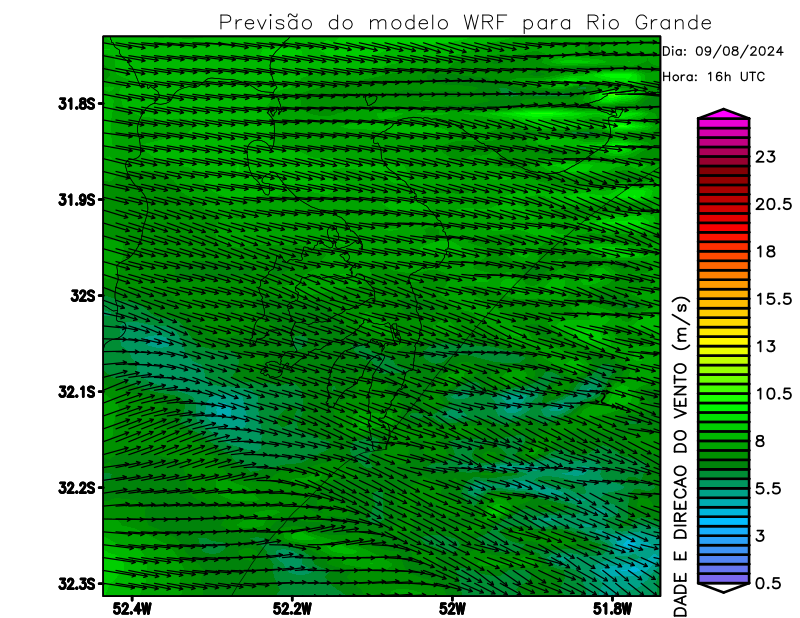 Previsão do modelo WRF para Rio Grande
Dia: 09/08/2024
Hora: 16h UTC
31.8S
31.9S
32S
32.1S
32.2S
32.3S
52.4W
52.2W
52W
51.8W
23
20.5
18
15.5
13
10.5
8
5.5
3
0.5
DADE E DIRECAO DO VENTO (m/s)